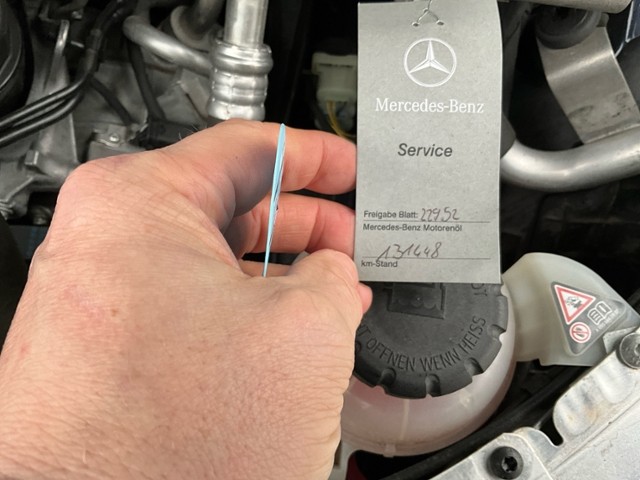 Mercedes-Benz
Service
Freigabe Blatt: 229.52
Mercedes-Benz Motorenöl
131648
km-Stand
T ÖFFNEN WENN HEISS